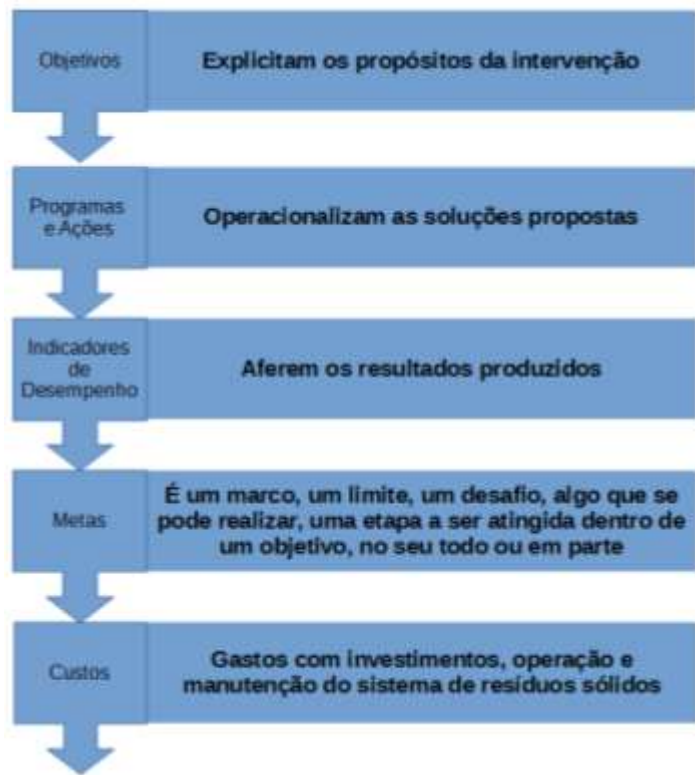 Objetivos
Explicitam os propósitos da intervenção
Programas
e Ações
Operacionalizam as soluções propostas
Indicadores
de
Desempenho
Aferem os resultados produzidos
Metas
É um marco, um limite, um desafio, algo que se
pode realizar, uma etapa a ser atingida dentro de
um objetivo, no seu todo ou em parte
Custos
Gastos com investimentos, operação e
manutenção do sistema de resíduos sólidos